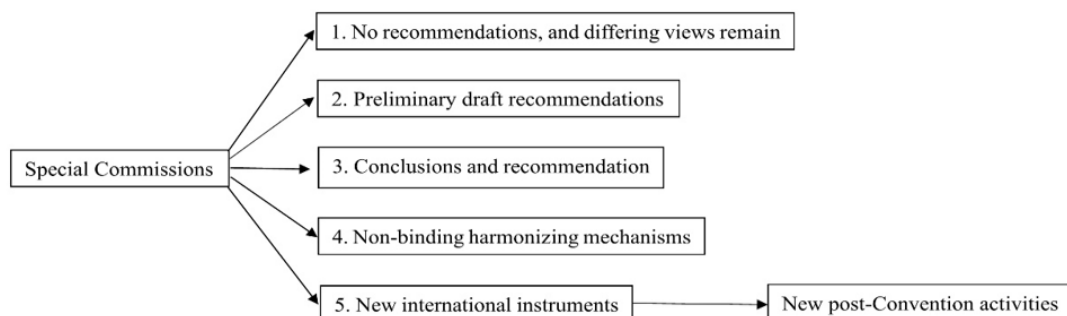 1. No recommendations, and differing views remain
2. Preliminary draft recommendations
Special Commissions
3. Conclusions and recommendation
4. Non-binding harmonizing mechanisms
5. New international instruments
New post-Convention activities